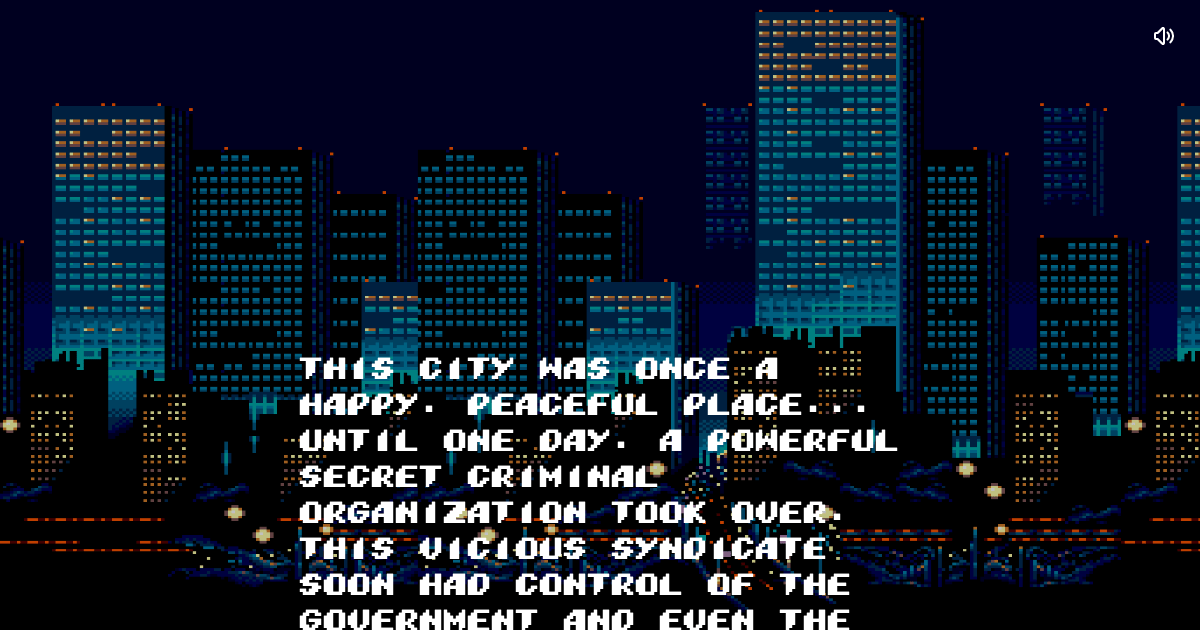 THIS CITY WAS ONCE A
HAPPY. PEACEFUL PLACE...
UNTIL ONE DAY. A POWERFUL
SECRET CRIMINAL
ORGANIZATION TOOK OVER.
THIS VICIOUS SYNDICATE
SOON HAD CONTROL OF THE
GOVERNMENT AND EVEN THE